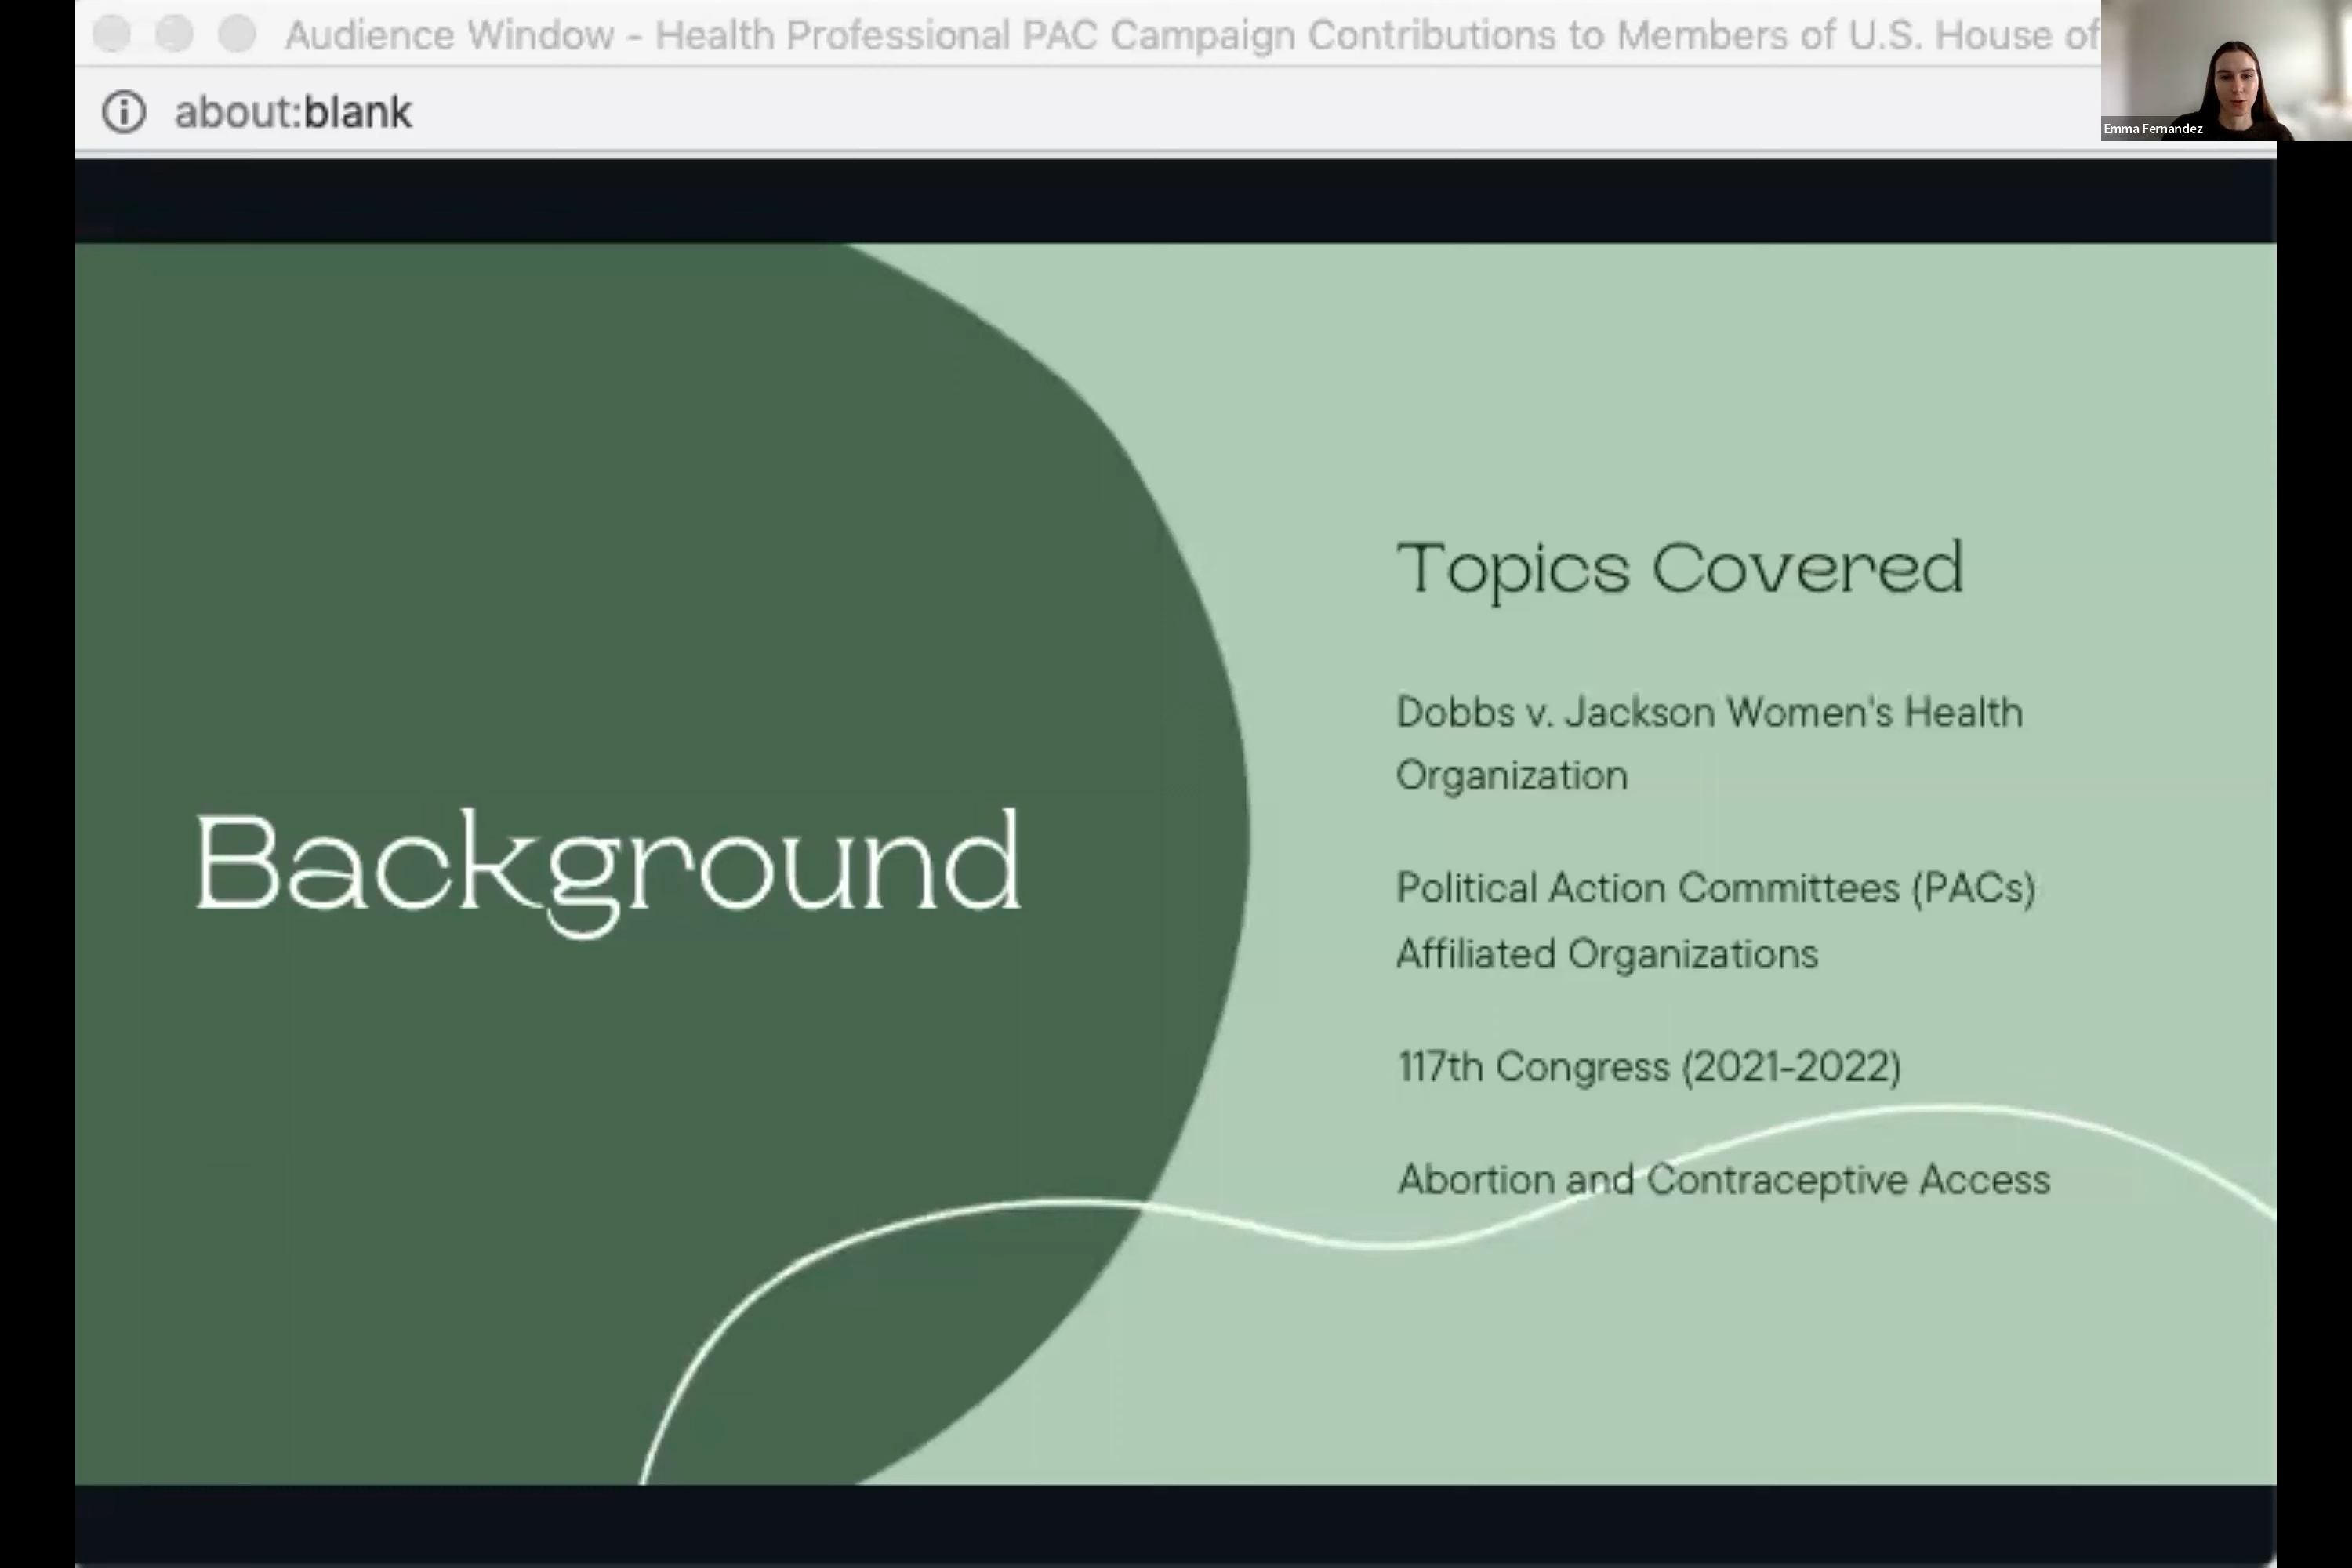 Audience Window - Health Professional PAC Campaign Contributions to Members of U.S. House of
about:blank
Emma Fernandez
Background
Topics Covered
Dobbs v. Jackson Women's Health
Organization
Political Action Committees (PACs)
Affiliated Organizations
117th Congress (2021-2022)
Abortion and Contraceptive Access